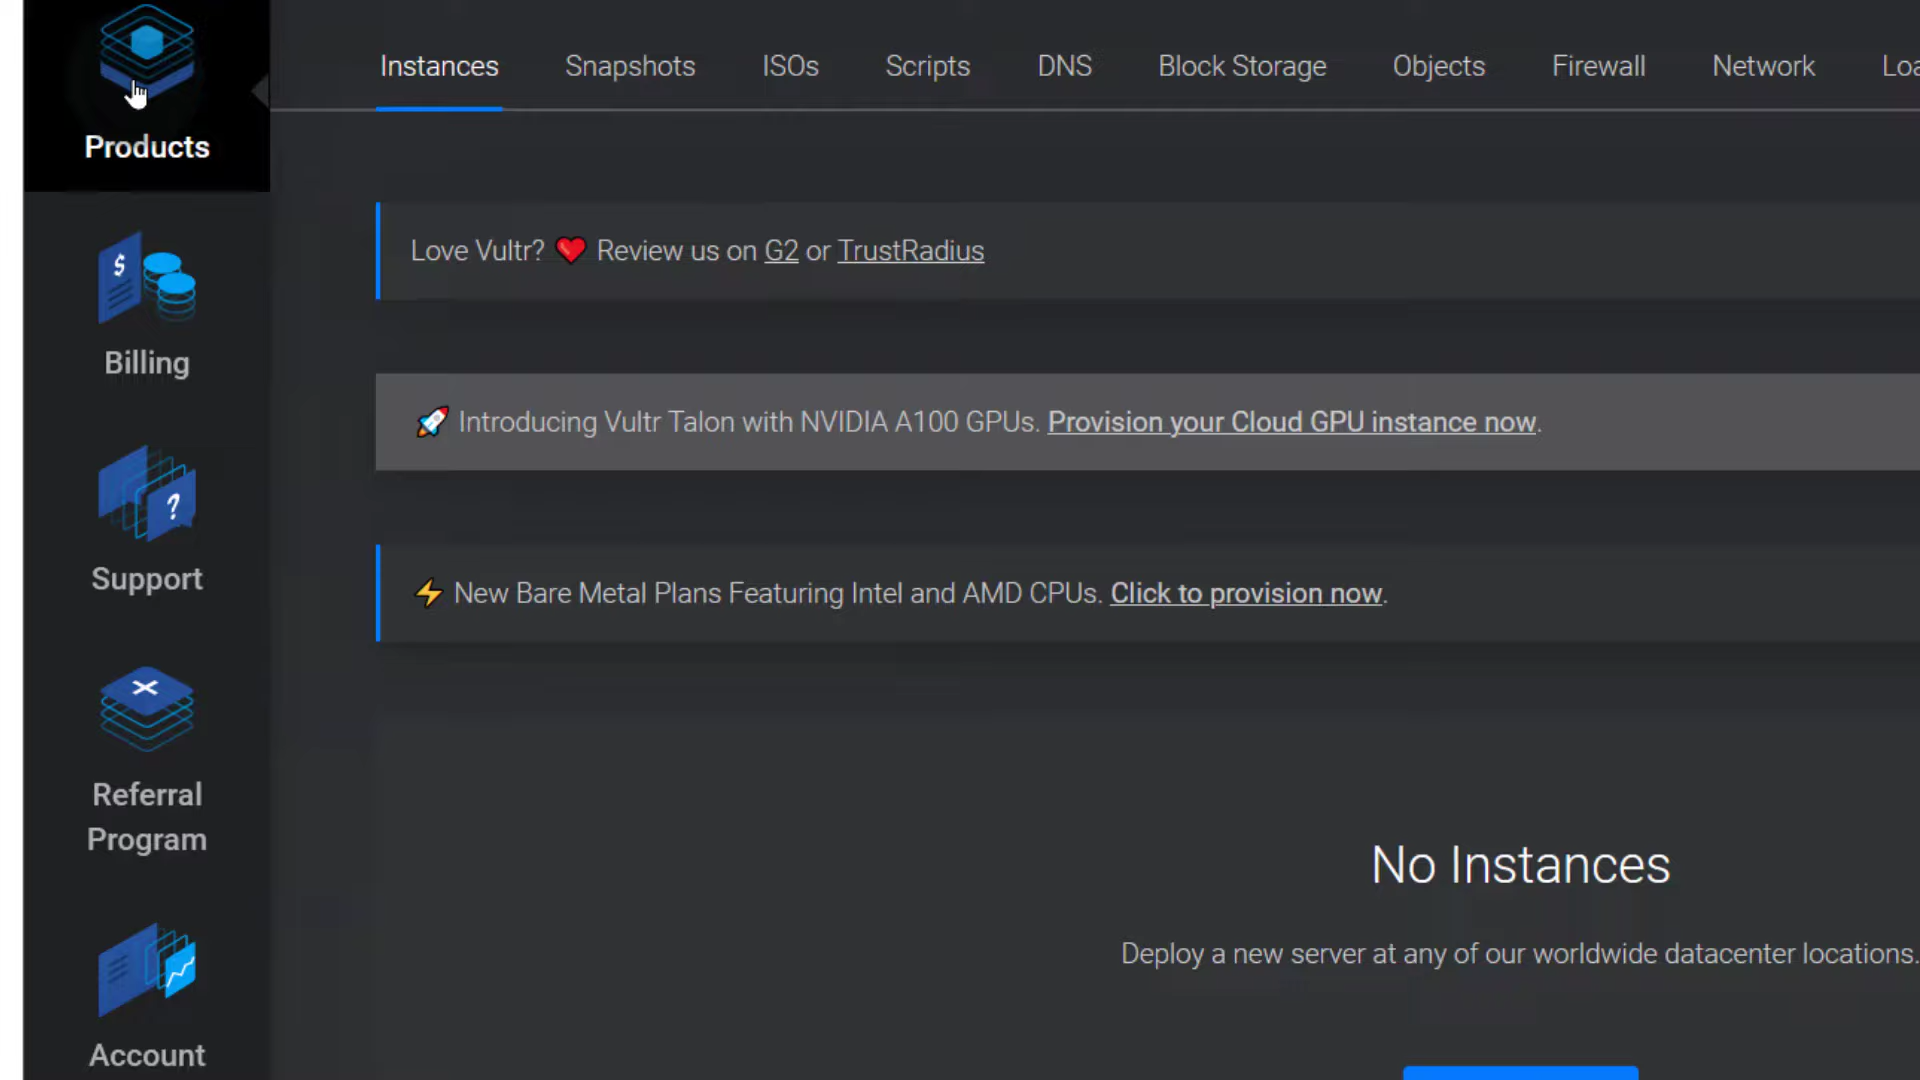 Products
Instances
Snapshots
ISOs
Scripts
DNS
Block Storage
Objects
Firewall
Network
Loa
Love Vultr? ❤️ Review us on G2 or TrustRadius
$
Billing
🚀 Introducing Vultr Talon with NVIDIA A100 GPUs. Provision your Cloud GPU instance now.
?
Support
⚡ New Bare Metal Plans Featuring Intel and AMD CPUs. Click to provision now.
Referral
Program
No Instances
Deploy a new server at any of our worldwide datacenter locations.
Account